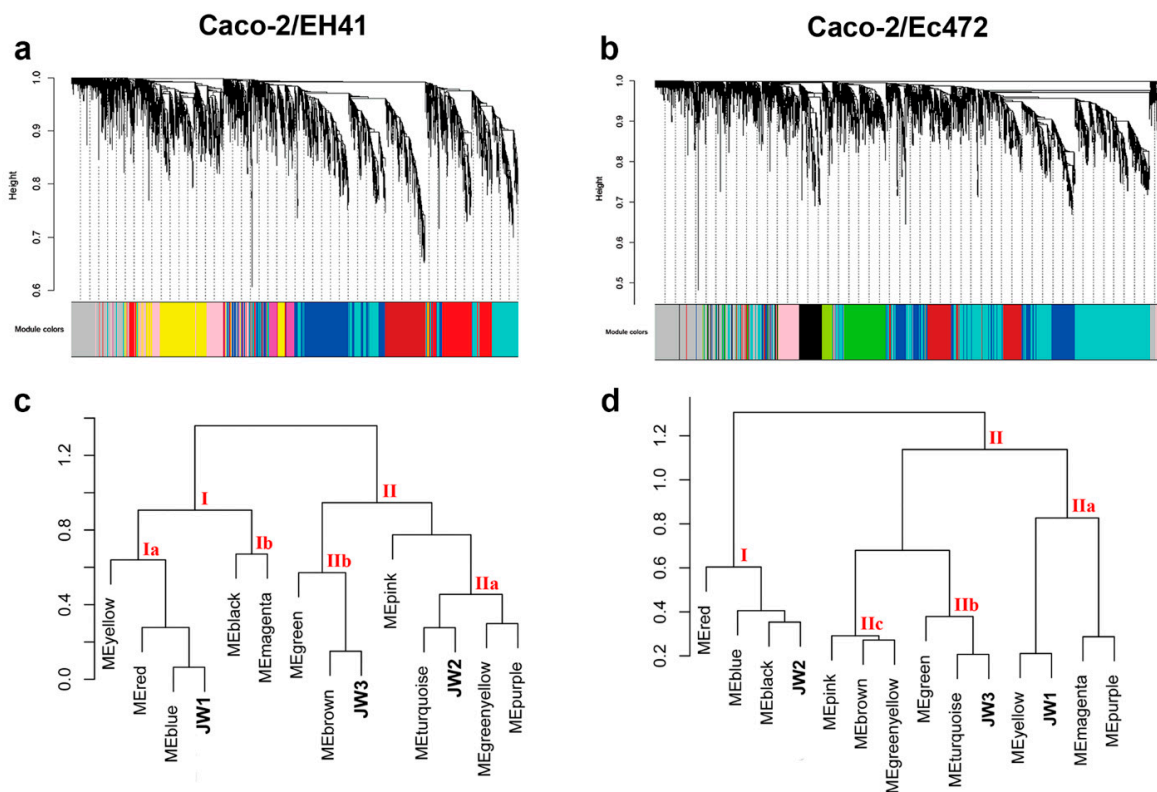 Caco-2/EH41
Caco-2/Ec472
a
1.0
0.9
0.8
0.7
0.6
Height
Module colors
b
1.0
0.9
0.8
0.7
0.6
0.5
Height
Module colors
c
1.2
0.8
0.4
0.0
I
Ia
Ib
II
IIb
IIa
MEyellow
MEred
MEblue
JW1
MEblack
MEmagenta
MEgreen
MEbrown
JW3
MEpink
MEturquoise
JW2
MEgreenyellow
MEpurple
d
1.2
1.0
0.8
0.6
0.4
0.2
I
II
IIa
IIb
IIc
MEred
MEblue
MEblack
JW2
MEpink
MEbrown
MEgreenyellow
MEgreen
MEturquoise
JW3
MEyellow
JW1
MEmagenta
MEpurple